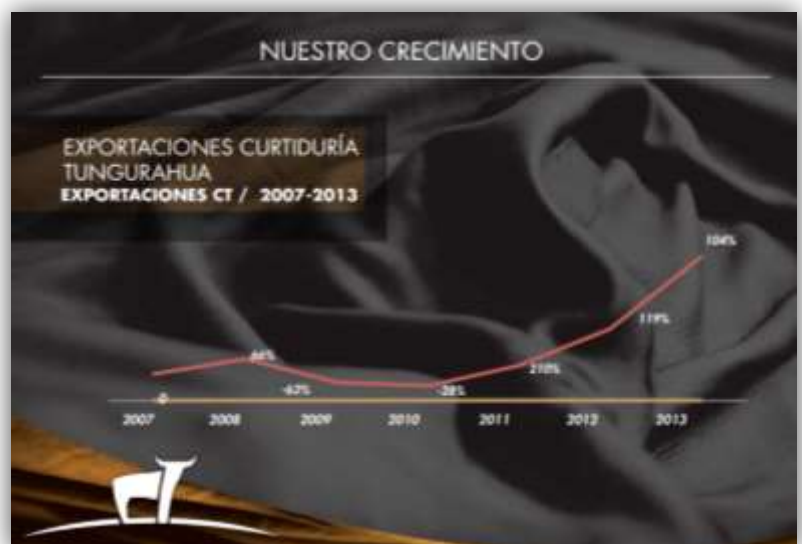 NUESTRO CRECIMIENTO
EXPORTACIONES CURTIDURÍA
TUNGURAHUA
EXPORTACIONES CT / 2007-2013
104%
119%
66%
210%
-63%
-28%
0
2007 2008 2009 2010 2011 2012 2013